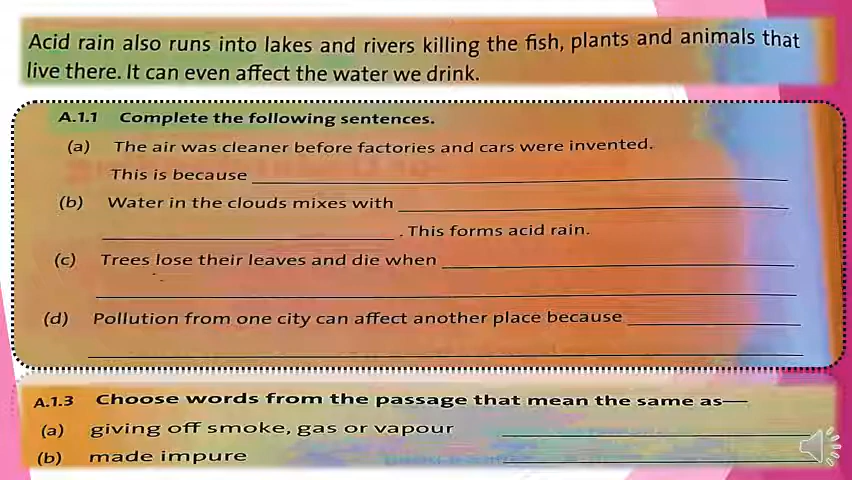 Acid rain also runs into lakes and rivers killing the fish, plants and animals that
live there. It can even affect the water we drink.
A.1.1 Complete the following sentences.
(a) The air was cleaner before factories and cars were invented.
This is because
(b) Water in the clouds mixes with
. This forms acid rain.
(c) Trees lose their leaves and die when
(d) Pollution from one city can affect another place because
A.1.3 Choose words from the passage that mean the same as—
(a) giving off smoke, gas or vapour
(b) made impure